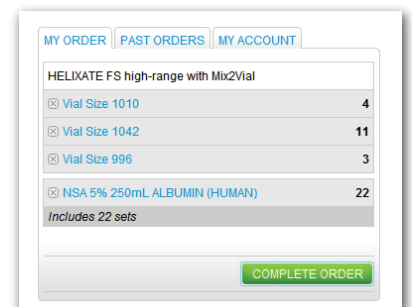 MY ORDER PAST ORDERS MY ACCOUNT
HELIXATE FS high-range with Mix2Vial
Vial Size 1010 4
Vial Size 1042 11
Vial Size 996 3
NSA 5% 250mL ALBUMIN (HUMAN) 22
Includes 22 sets
COMPLETE ORDER